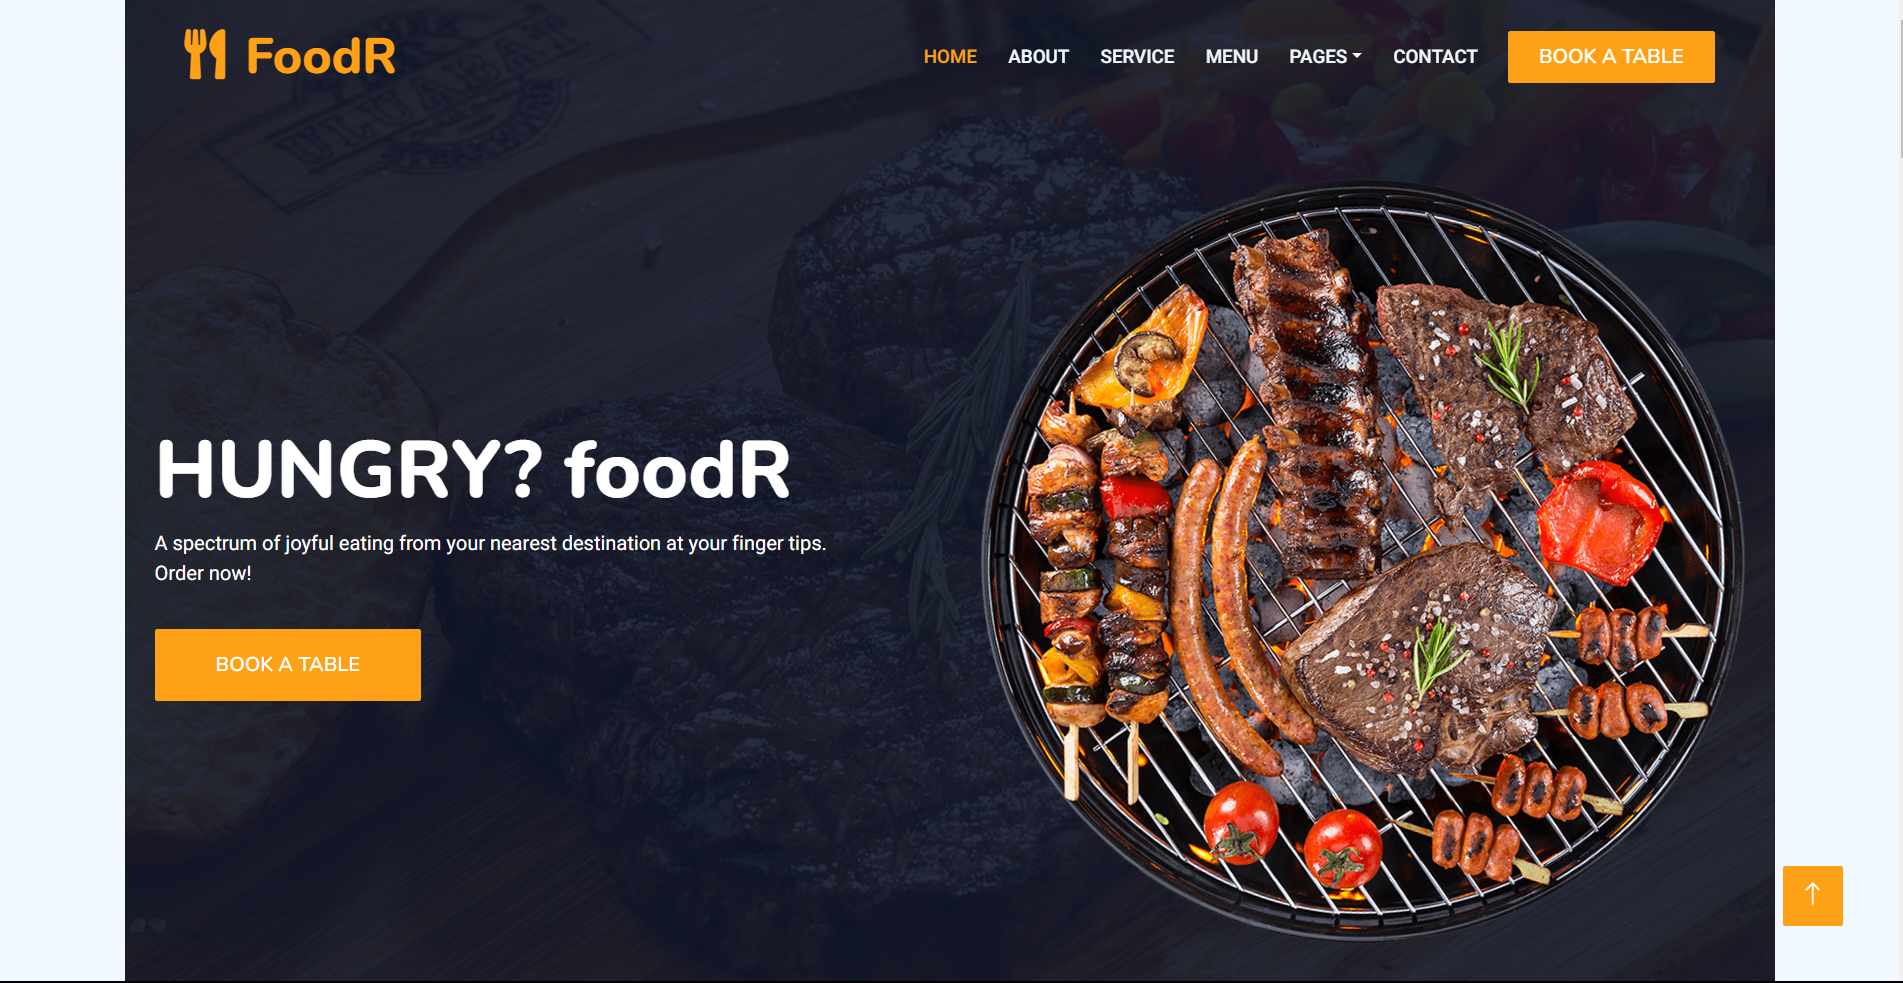 FoodR
HOME ABOUT SERVICE MENU PAGES CONTACT BOOK A TABLE
HUNGRY? foodR
A spectrum of joyful eating from your nearest destination at your finger tips.
Order now!
BOOK A TABLE